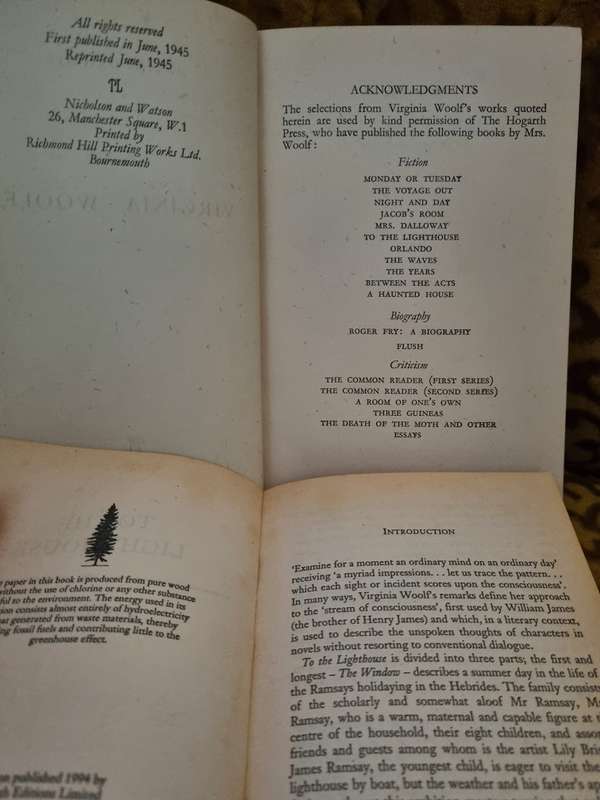 All rights reserved
First published in June, 1945
Reprinted June, 1945
PL
Nicholson and Watson
26, Manchester Square, W.1
Printed by
Richmond Hill Printing Works Ltd.
Bournemouth
VIRGINIA WOOLF
ACKNOWLEDGMENTS
The selections from Virginia Woolf's works quoted
herein are used by kind permission of The Hogarth
Press, who have published the following books by Mrs.
Woolf :
Fiction
MONDAY OR TUESDAY
THE VOYAGE OUT
NIGHT AND DAY
JACOB'S ROOM
MRS. DALLOWAY
TO THE LIGHTHOUSE
ORLANDO
THE WAVES
THE YEARS
BETWEEN THE ACTS
A HAUNTED HOUSE
Biography
ROGER FRY: A BIOGRAPHY
FLUSH
Criticism
THE COMMON READER (FIRST SERIES)
THE COMMON READER (SECOND SERIES)
A ROOM OF ONE'S OWN
THREE GUINEAS
THE DEATH OF THE MOTH AND OTHER
ESSAYS
TO THE
LIGHTHOUSE
paper in this book is produced from pure wood
without the use of chlorine or any other substance
to the environment. The energy used in its
consists almost entirely of hydroelectricity
generated from waste materials, thereby
fossil fuels and contributing little to the
greenhouse effect.
published 1994 by
Editions Limited
INTRODUCTION
'Examine for a moment an ordinary mind on an ordinary day'
receiving 'a myriad impressions. . . let us trace the pattern. . .
which each sight or incident scores upon the consciousness'.
In many ways, Virginia Woolf's remarks define her approach
to the 'stream of consciousness', first used by William James
(the brother of Henry James) and which, in a literary context,
is used to describe the unspoken thoughts of characters in
novels without resorting to conventional dialogue.
To the Lighthouse is divided into three parts; the first and
longest – The Window – describes a summer day in the life of
the Ramsays holidaying in the Hebrides. The family consists
of the scholarly and somewhat aloof Mr Ramsay,
Ramsay, who is a warm, maternal and capable figure at
centre of the household, their eight children, and
friends and guests among whom is the artist Lily
James Ramsay, the youngest child, is eager to visit the
lighthouse by boat, but the weather and his father's